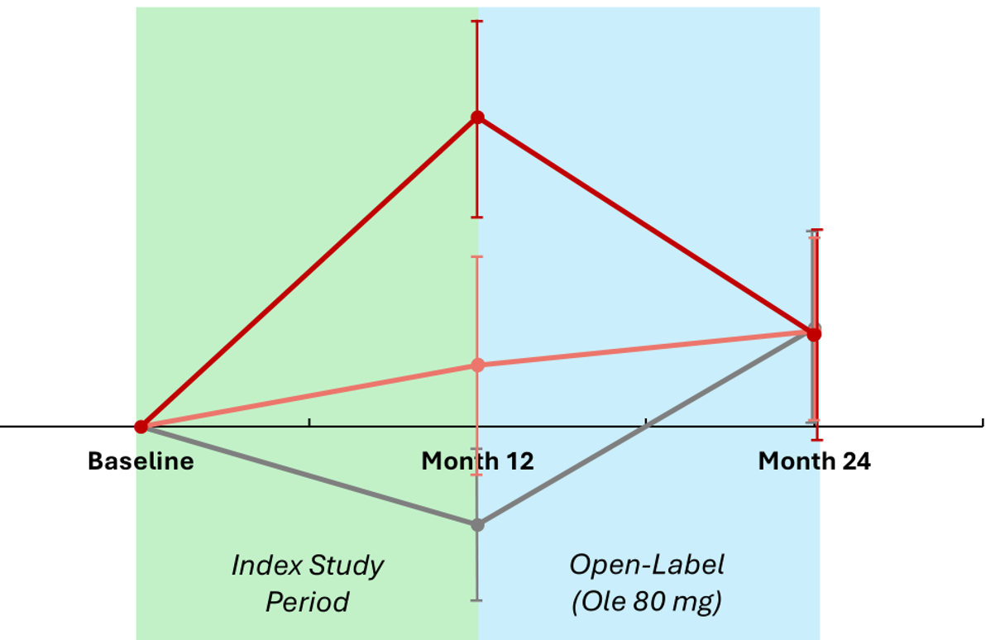 Baseline
Month 12
Month 24
Index Study
Period
Open-Label
(Ole 80 mg)